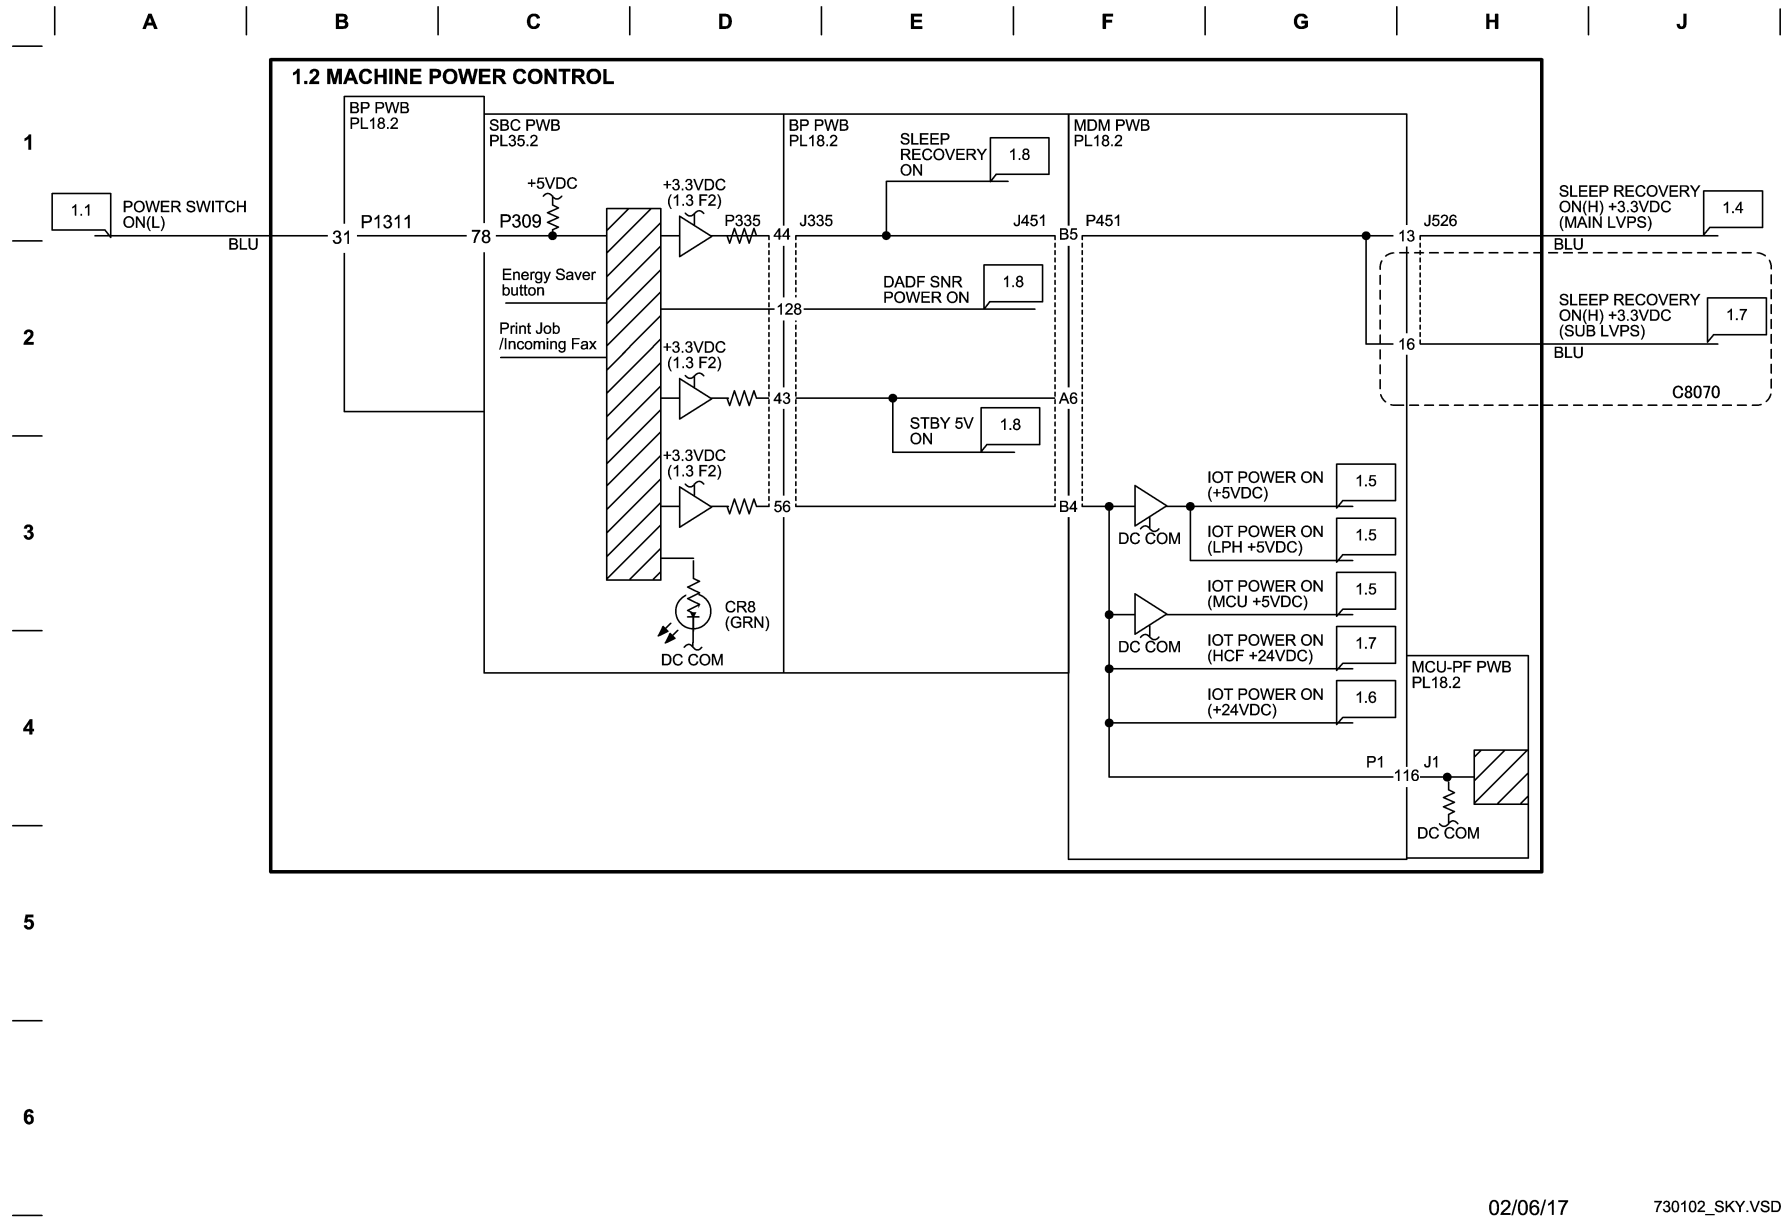 A B C D E F G H J
1.2 MACHINE POWER CONTROL
BP PWB
PL18.2
SBC PWB
PL35.2
BP PWB
PL18.2
MDM PWB
PL18.2
1
SLEEP
RECOVERY
ON
1.8
1.1
POWER SWITCH
ON(L)
BLU
31
P1311
78
P309
+5VDC
+3.3VDC
(1.3 F2)
P335
44
J335
J451
B5
P451
13
J526
SLEEP RECOVERY
ON(H) +3.3VDC
(MAIN LVPS)
1.4
BLU
Energy Saver
button
DADF SNR
POWER ON
1.8
128
2
Print Job
/Incoming Fax
+3.3VDC
(1.3 F2)
43
A6
16
SLEEP RECOVERY
ON(H) +3.3VDC
(SUB LVPS)
1.7
BLU
C8070
STBY 5V
ON
1.8
+3.3VDC
(1.3 F2)
56
B4
3
IOT POWER ON
(+5VDC)
1.5
DC COM
IOT POWER ON
(LPH +5VDC)
1.5
IOT POWER ON
(MCU +5VDC)
1.5
CR8
(GRN)
DC COM
DC COM
IOT POWER ON
(HCF +24VDC)
1.7
MCU-PF PWB
PL18.2
4
IOT POWER ON
(+24VDC)
1.6
P1
116
J1
DC COM
5
6
02/06/17
730102_SKY.VSD